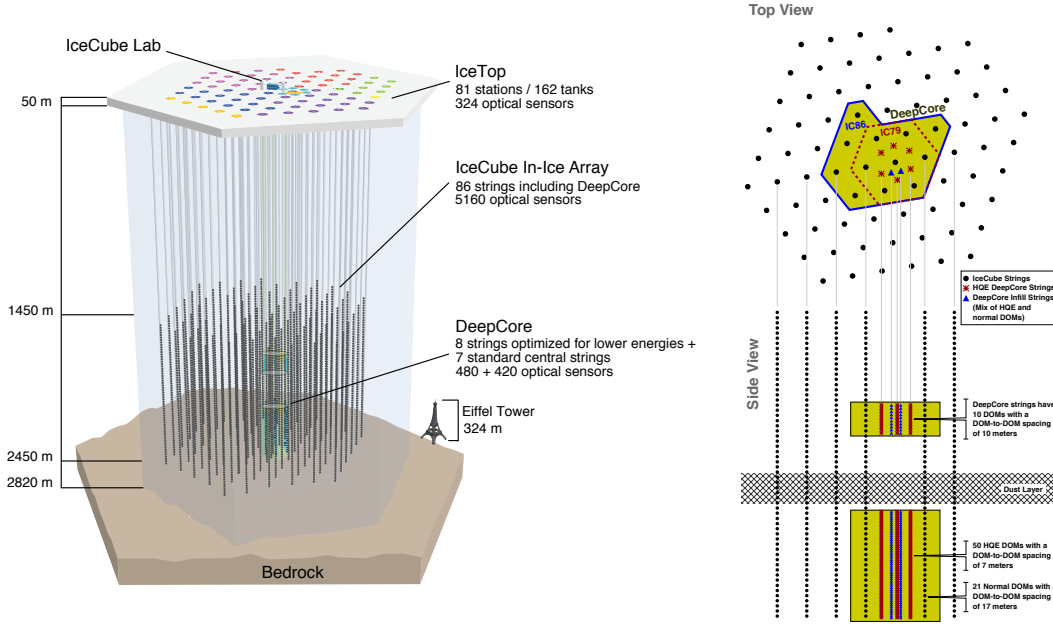 IceCube Lab
IceTop
81 stations / 162 tanks
324 optical sensors
50 m
IceCube In-Ice Array
86 strings including DeepCore
5160 optical sensors
1450 m
DeepCore
8 strings optimized for lower energies +
7 standard central strings
480 + 420 optical sensors
Eiffel Tower
324 m
2450 m
2820 m
Bedrock
Top View
DeepCore
IC86
IC79
IceCube Strings
HQE DeepCore Strings
DeepCore Infill Strings
(Mix of HQE and
normal DOMs)
Side View
DeepCore strings have
10 DOMs with a
DOM-to-DOM spacing
of 10 meters
Dust Layer
50 HQE DOMs with a
DOM-to-DOM spacing
of 7 meters
21 Normal DOMs with a
DOM-to-DOM spacing
of 17 meters